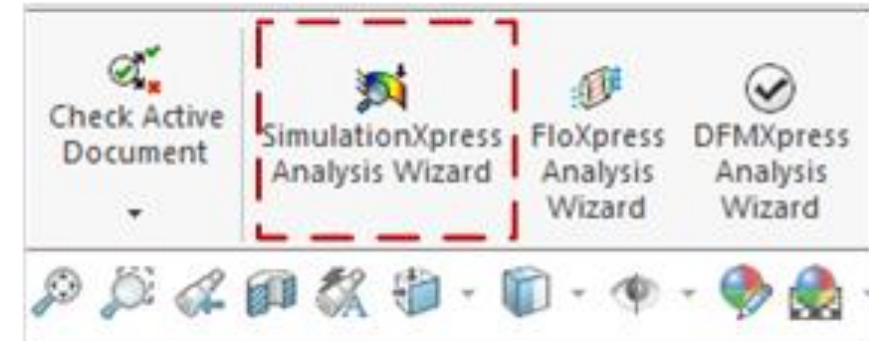 Check Active
Document
SimulationXpress
Analysis Wizard
FloXpress
Analysis
Wizard
DFMXpress
Analysis
Wizard